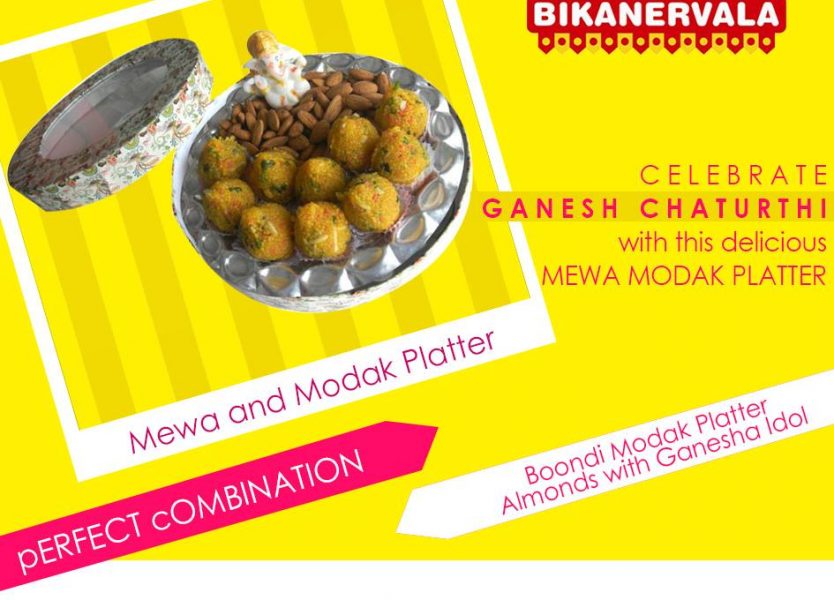 BIKANERVALA
CELEBRATE
GANESH CHATURTHI
with this delicious
MEWA MODAK PLATTER
Mewa and Modak Platter
pERFECT cOMBINATION
Boondi Modak Platter
Almonds with Ganesha Idol